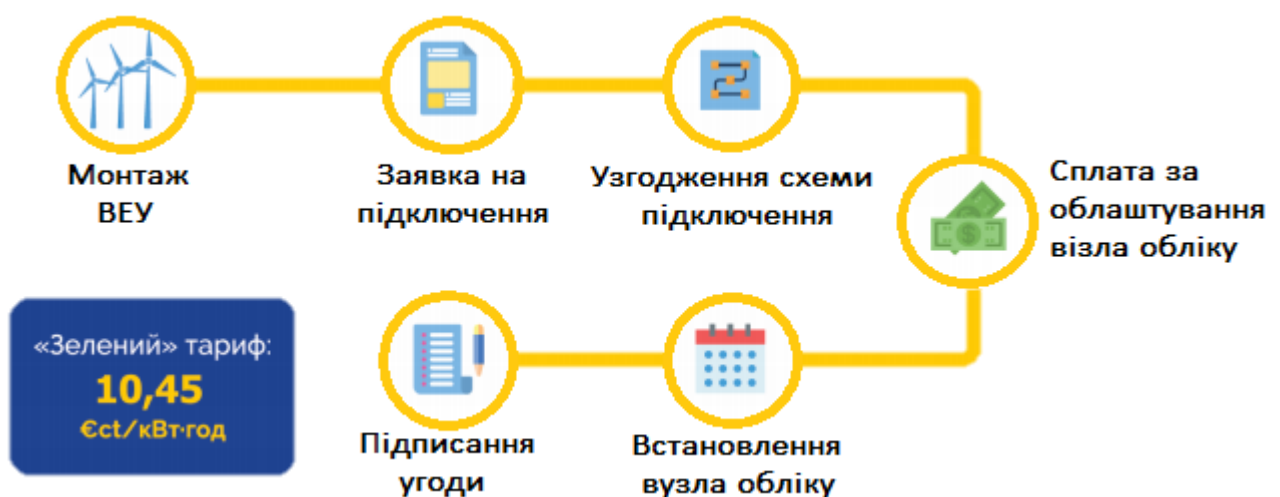 Монтаж
ВЕУ
Заявка на
підключення
Узгодження схеми
підключення
Сплата за
облаштування
візла обліку
«Зелений» тариф:
10,45
€ct/кВт·год
Підписання
угоди
Встановлення
вузла обліку